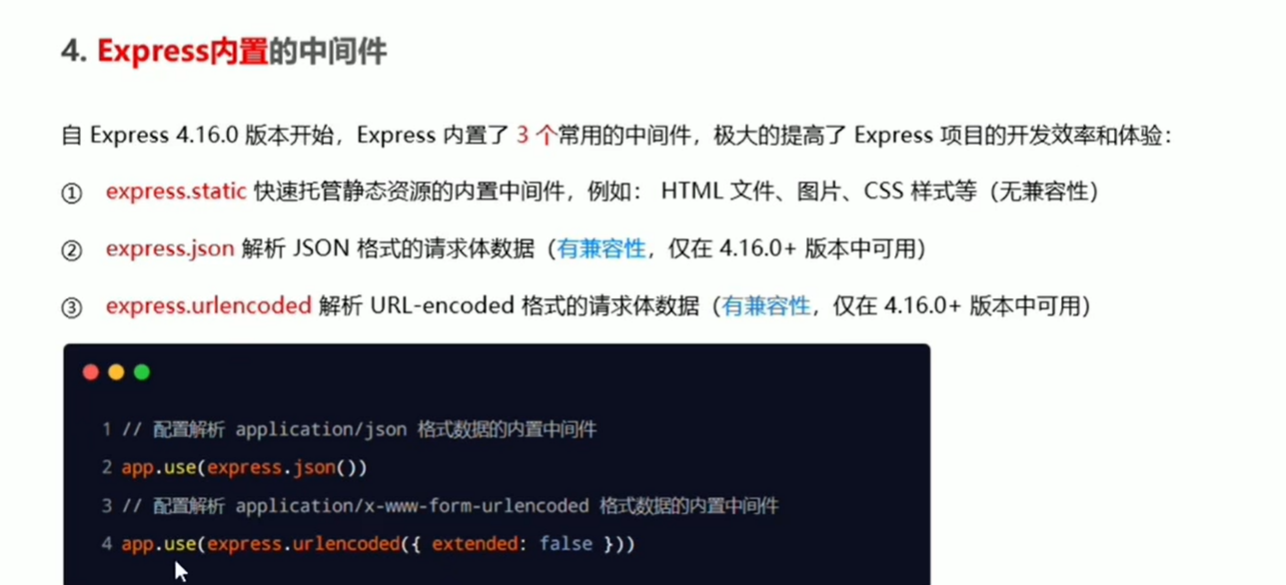 4. Express内置的中间件
自 Express 4.16.0 版本开始，Express 内置了 3 个常用的中间件，极大的提高了 Express 项目的开发效率和体验：
① express.static 快速托管静态资源的内置中间件，例如： HTML 文件、图片、CSS 样式等（无兼容性）
② express.json 解析 JSON 格式的请求体数据（有兼容性，仅在 4.16.0+ 版本中可用）
③ express.urlencoded 解析 URL-encoded 格式的请求体数据（有兼容性，仅在 4.16.0+ 版本中可用）
1 // 配置解析 application/json 格式数据的内置中间件
2 app.use(express.json())
3 // 配置解析 application/x-www-form-urlencoded 格式数据的内置中间件
4 app.use(express.urlencoded({ extended: false }))